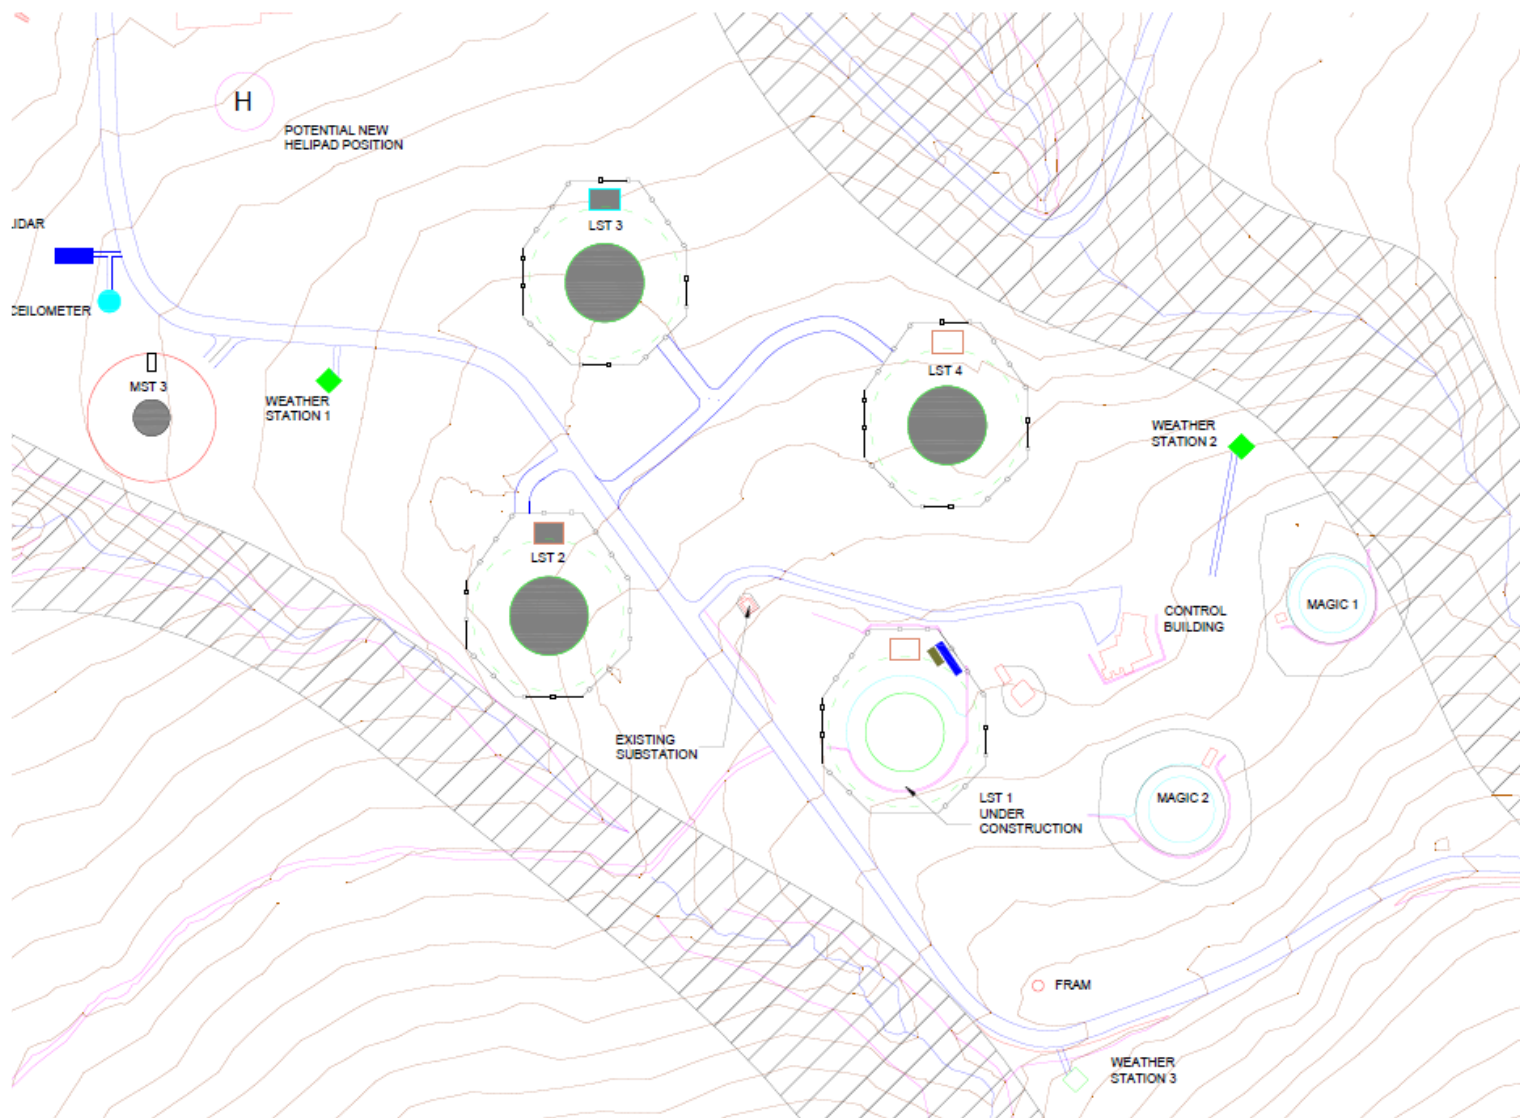 H
POTENTIAL NEW
HELIPAD POSITION
LIDAR
LST 3
CEILOMETER
MST 3
LST 4
WEATHER
STATION 1
WEATHER
STATION 2
LST 2
MAGIC 1
CONTROL
BUILDING
EXISTING
SUBSTATION
LST 1
UNDER
CONSTRUCTION
MAGIC 2
FRAM
WEATHER
STATION 3